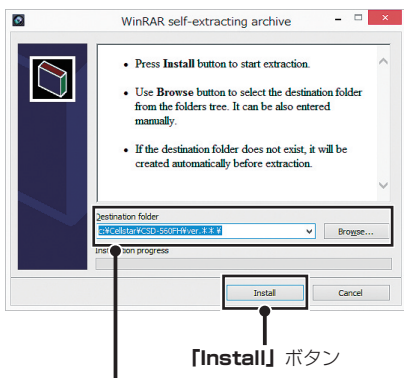 WinRAR self-extracting archive
• Press Install button to start extraction.
• Use Browse button to select the destination folder
from the folders tree. It can be also entered
manually.
• If the destination folder does not exist, it will be
created automatically before extraction.
Destination folder
c:¥Cellstar¥CSD-560FH¥ver.＊＊¥
Browse...
Installation progress
Install
Cancel
「Install」ボタン